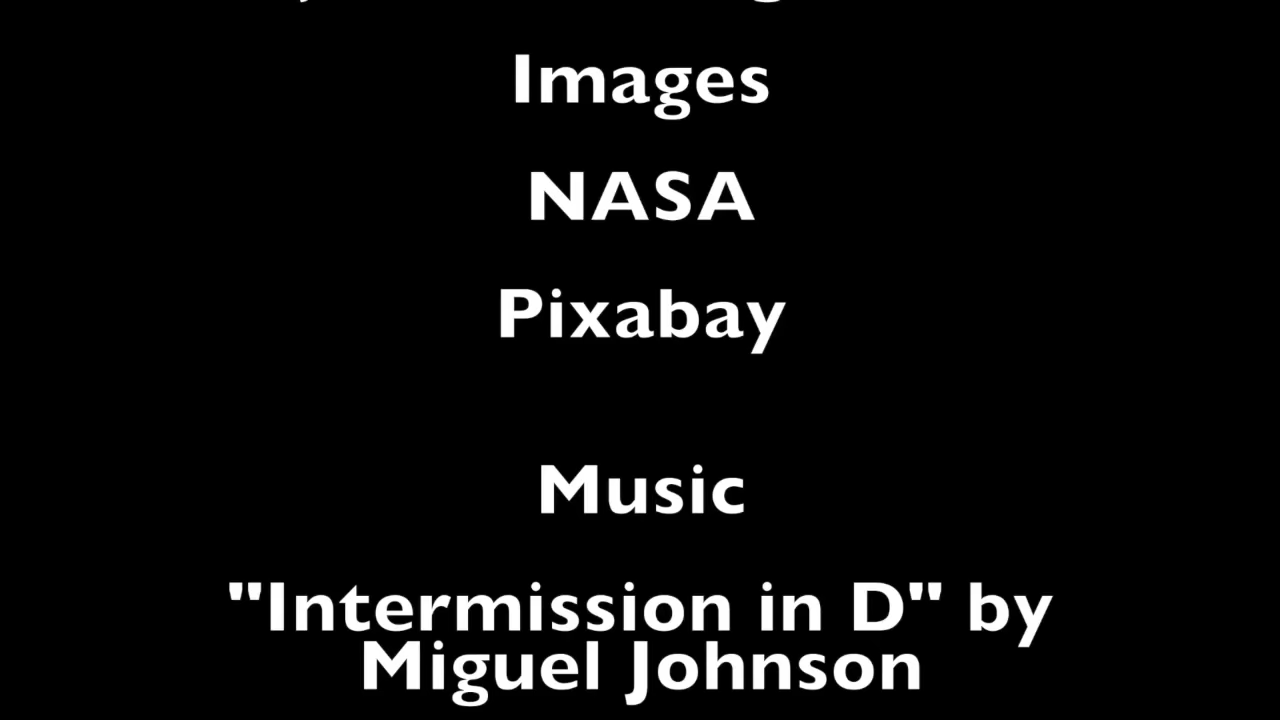 Images
NASA
Pixabay
Music
"Intermission in D" by
Miguel Johnson